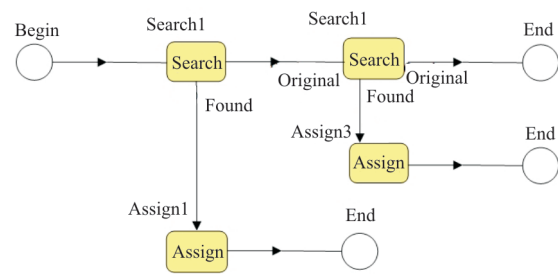 Begin
Search1
Search1
End
Search
Search
Original
Original
Found
Found
Assign3
End
Assign
Assign1
End
Assign